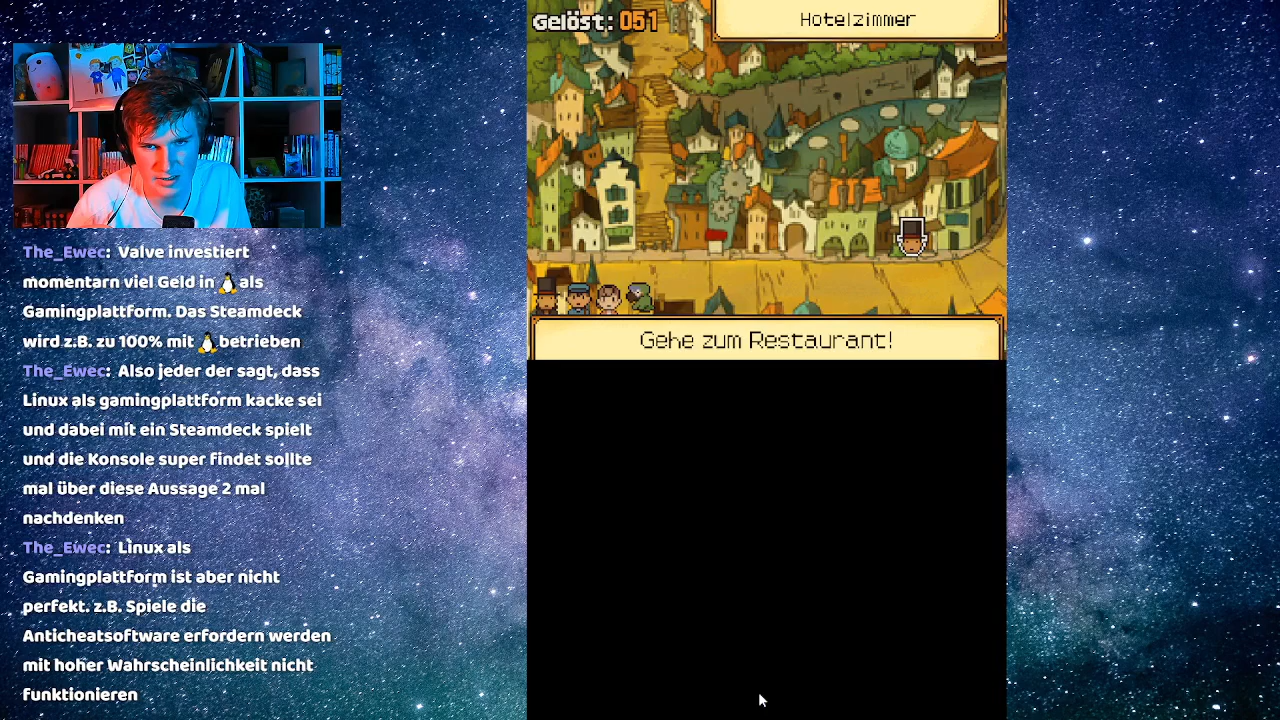 Gelöst: 051
Hotelzimmer
Gehe zum Restaurant!
The_Ewec: Valve investiert
momentarn viel Geld in 🐧als
Gamingplattform. Das Steamdeck
wird z.B. zu 100% mit 🐧betrieben
The_Ewec: Also jeder der sagt, dass
Linux als gamingplattform kacke sei
und dabei mit ein Steamdeck spielt
und die Konsole super findet sollte
mal über diese Aussage 2 mal
nachdenken
The_Ewec: Linux als
Gamingplattform ist aber nicht
perfekt. z.B. Spiele die
Anticheatsoftware erfordern werden
mit hoher Wahrscheinlichkeit nicht
funktionieren